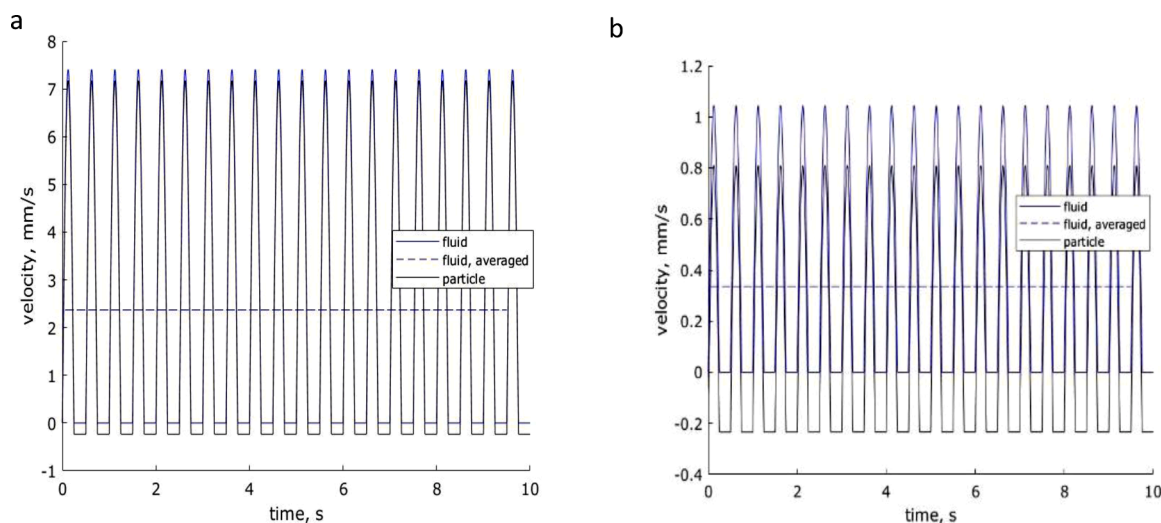 a
8
7
6
5
4
3
2
1
0
-1
velocity, mm/s
fluid
fluid, averaged
particle
0 2 4 6 8 10
time, s
b
1.2
1
0.8
0.6
0.4
0.2
0
-0.2
-0.4
velocity, mm/s
fluid
fluid, averaged
particle
0 2 4 6 8 10
time, s